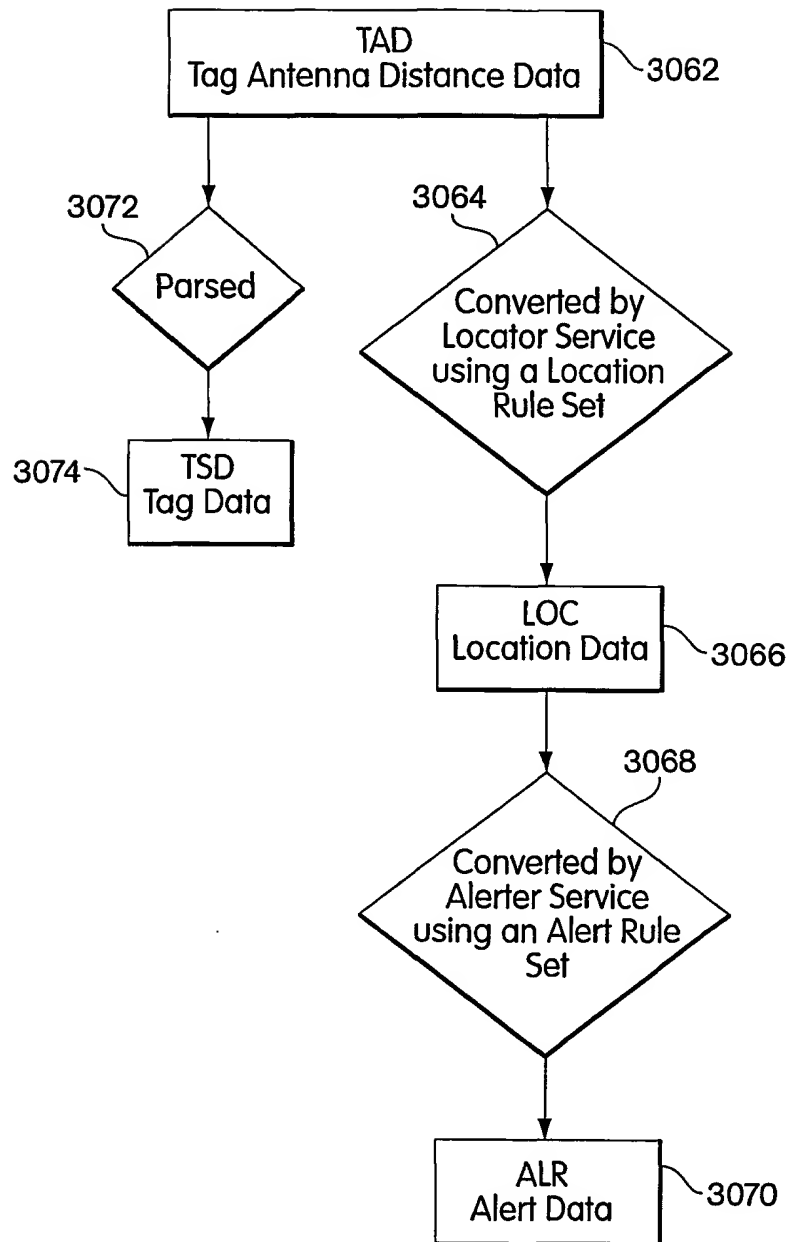 TAD
Tag Antenna Distance Data
3062
3072
Parsed
3064
Converted by
Locator Service
using a Location
Rule Set
3074
TSD
Tag Data
LOC
Location Data
3066
3068
Converted by
Alerter Service
using an Alert Rule
Set
ALR
Alert Data
3070